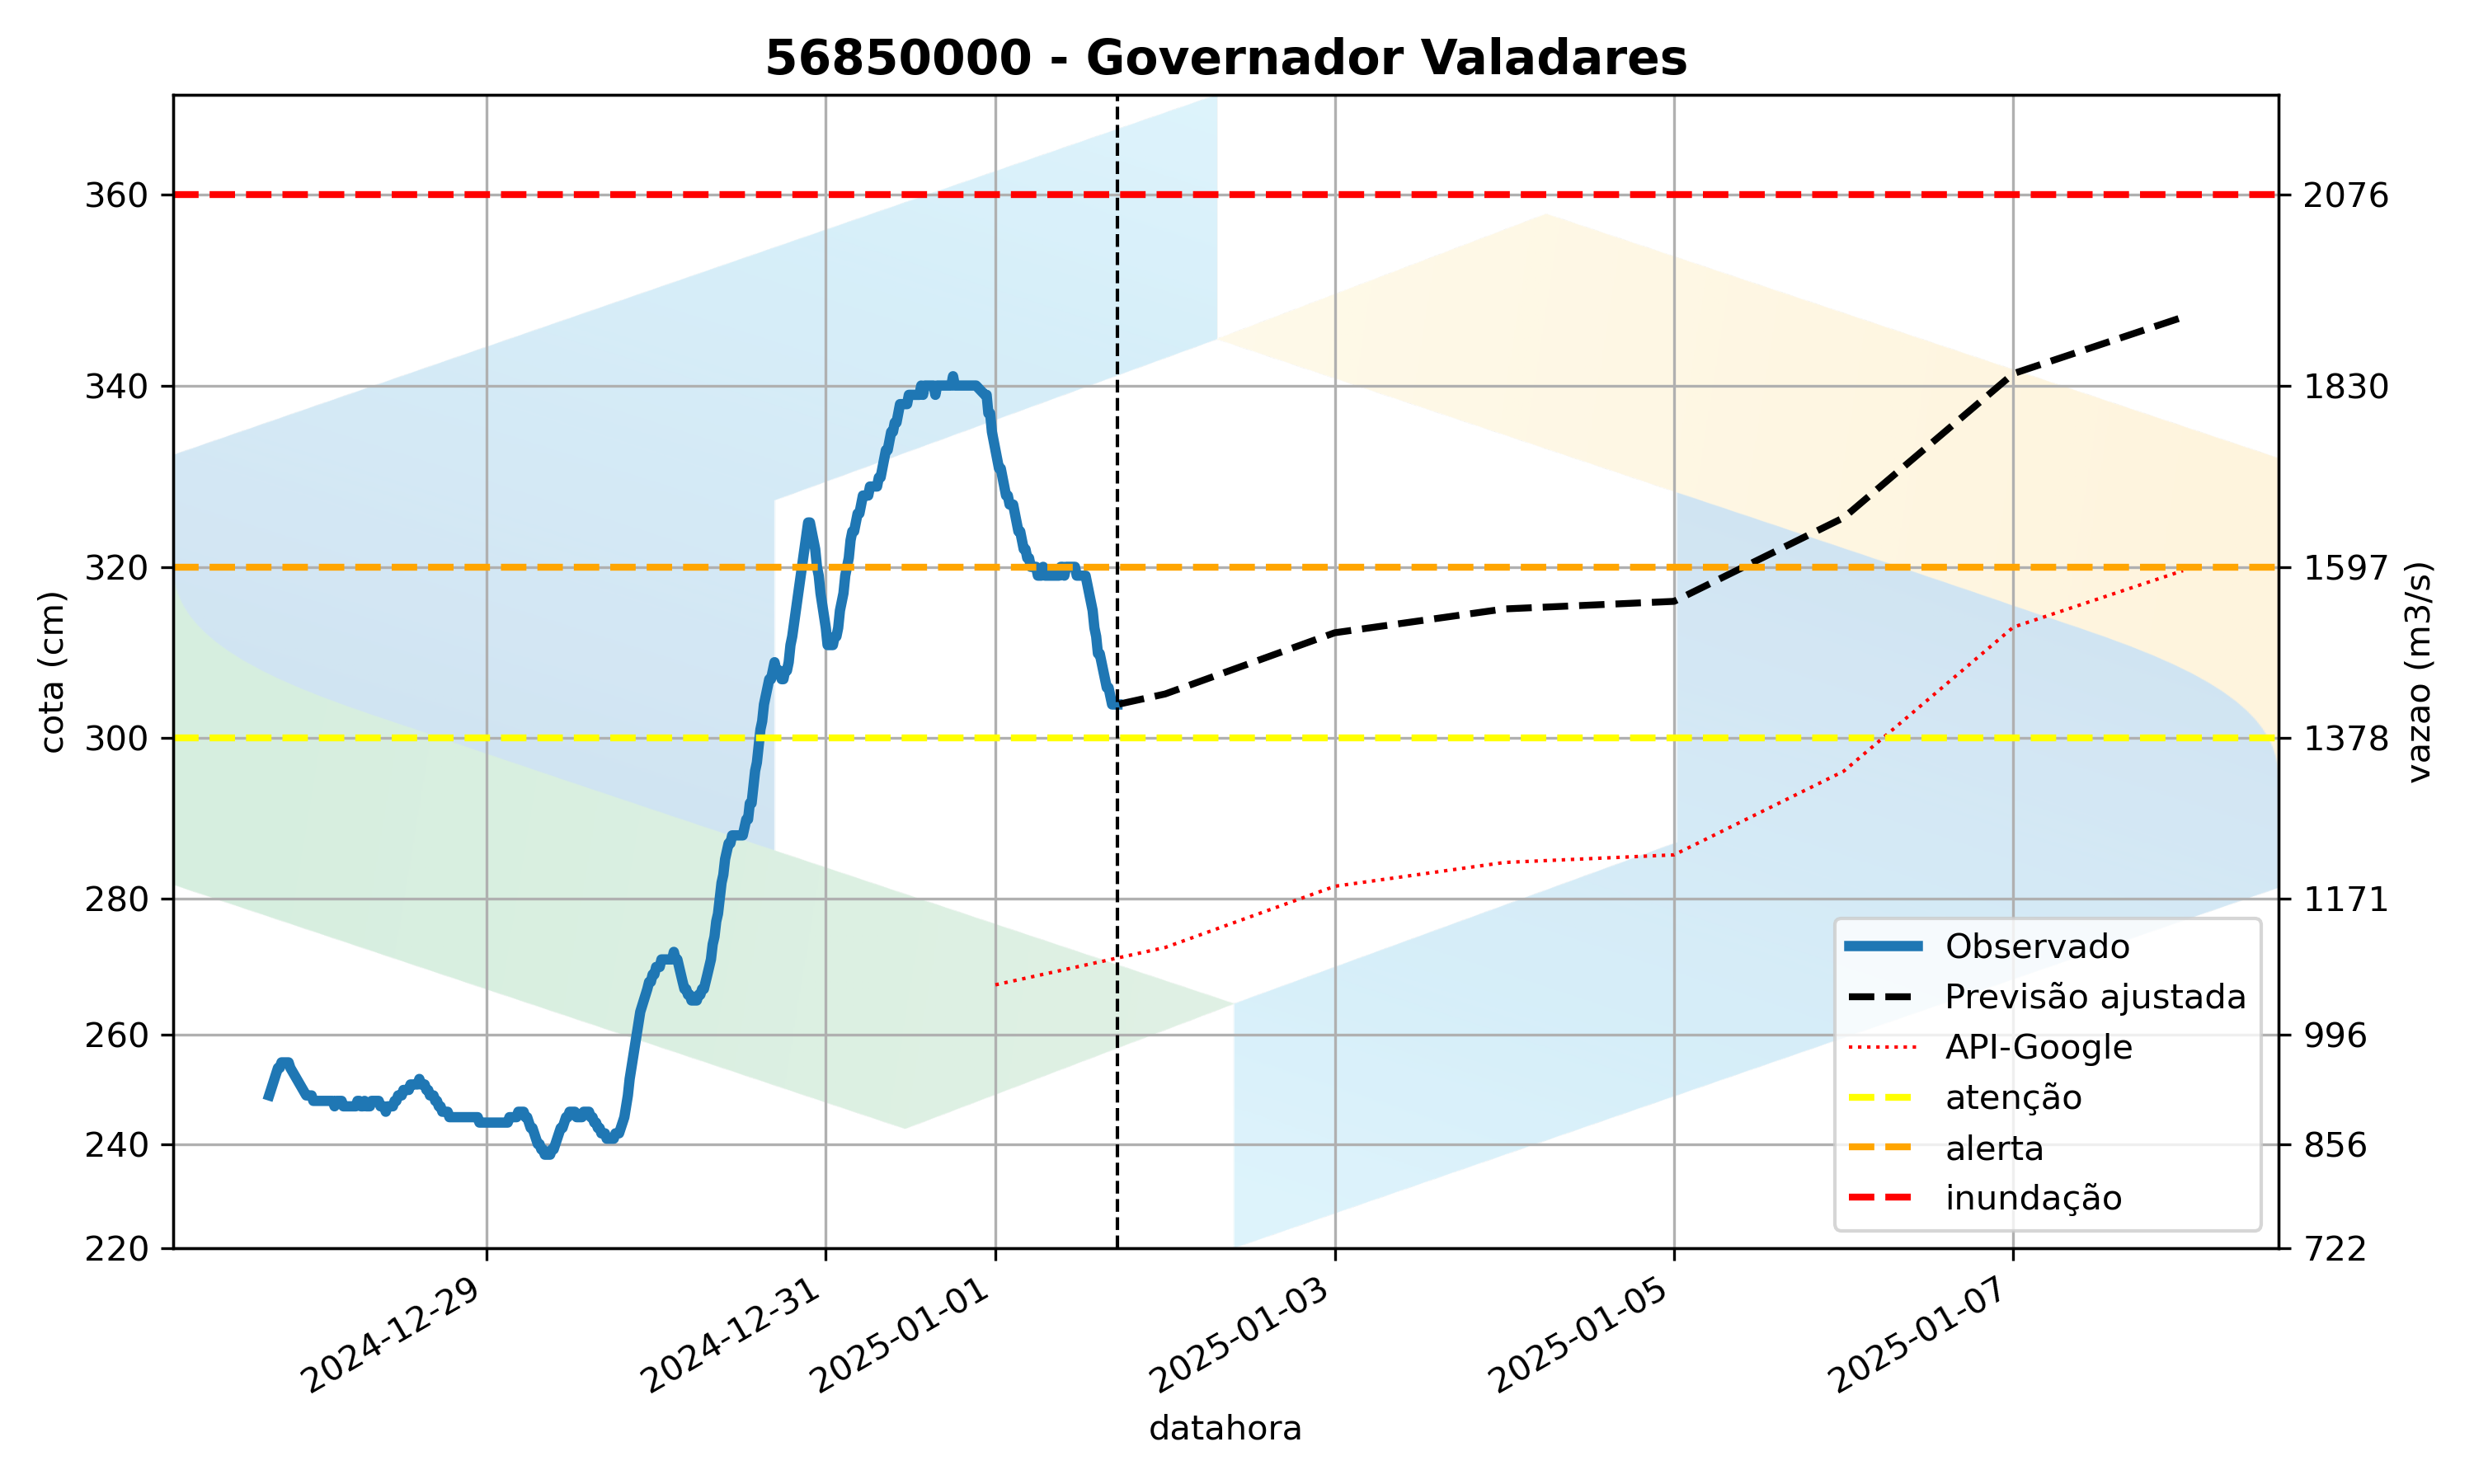 56850000 - Governador Valadares
360
340
320
300
280
260
240
220
cota (cm)
2076
1830
1597
1378
1171
996
856
722
vazao (m3/s)
Observado
Previsão ajustada
API-Google
atenção
alerta
inundação
2024-12-29
2024-12-31
2025-01-01
2025-01-03
2025-01-05
2025-01-07
datahora